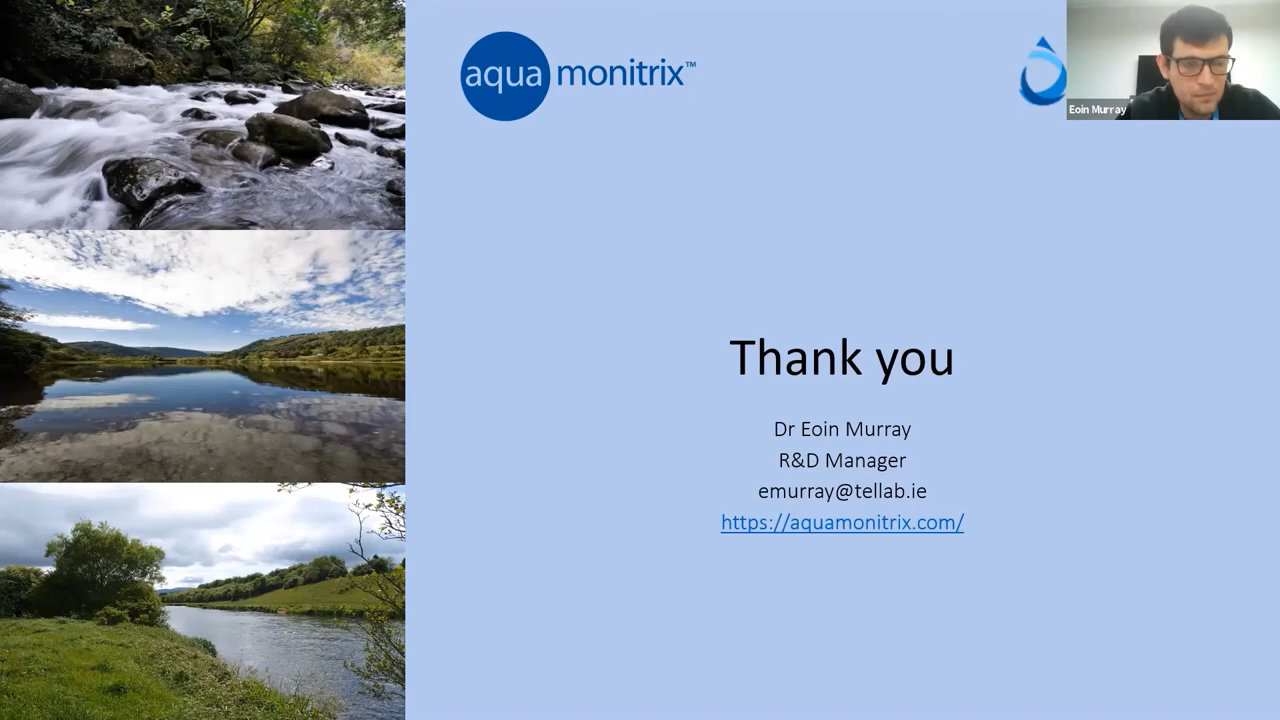 aqua monitrix™
Eoin Murray
Thank you
Dr Eoin Murray
R&D Manager
emurray@tellab.ie
https://aquamonitrix.com/